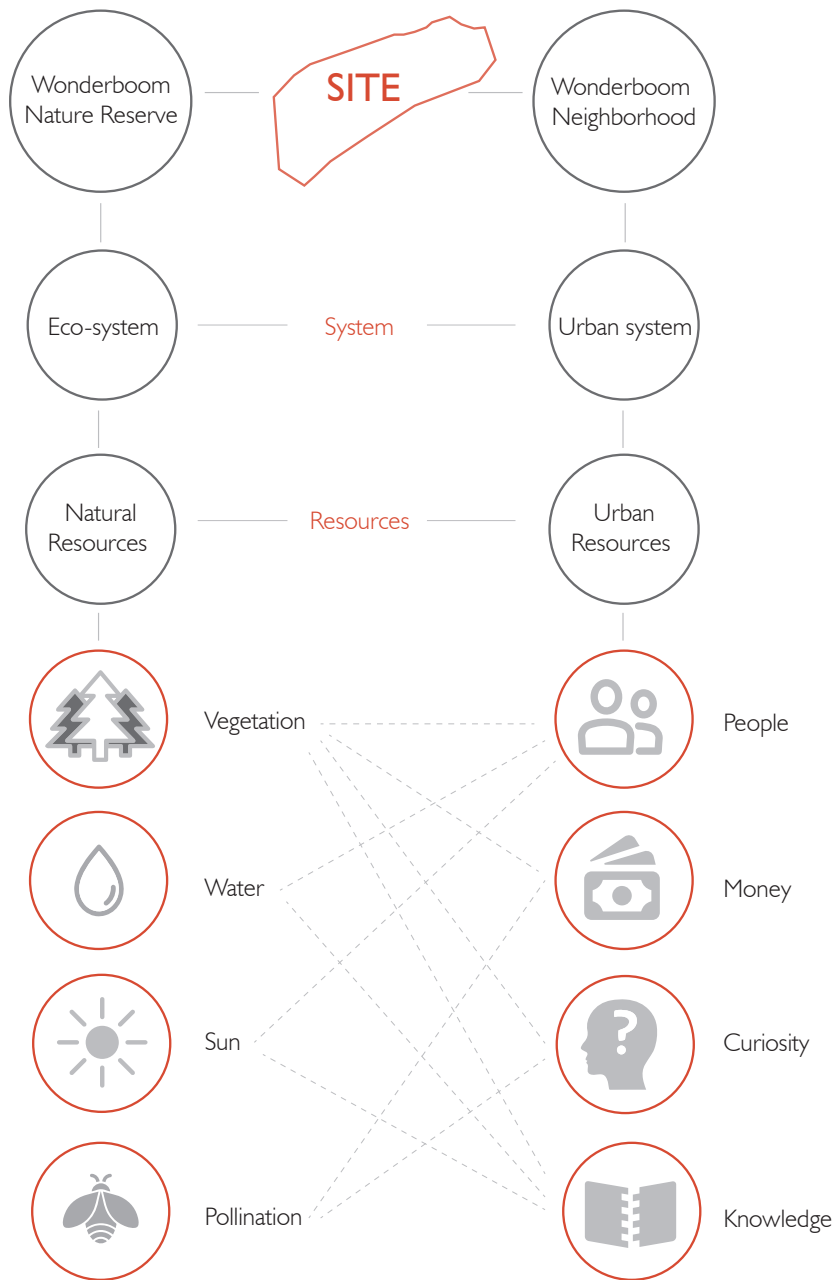 Wonderboom
Nature Reserve
SITE
Wonderboom
Neighborhood
Eco-system
System
Urban system
Natural
Resources
Resources
Urban
Resources
Vegetation
People
Water
Money
Sun
?
Curiosity
Pollination
Knowledge